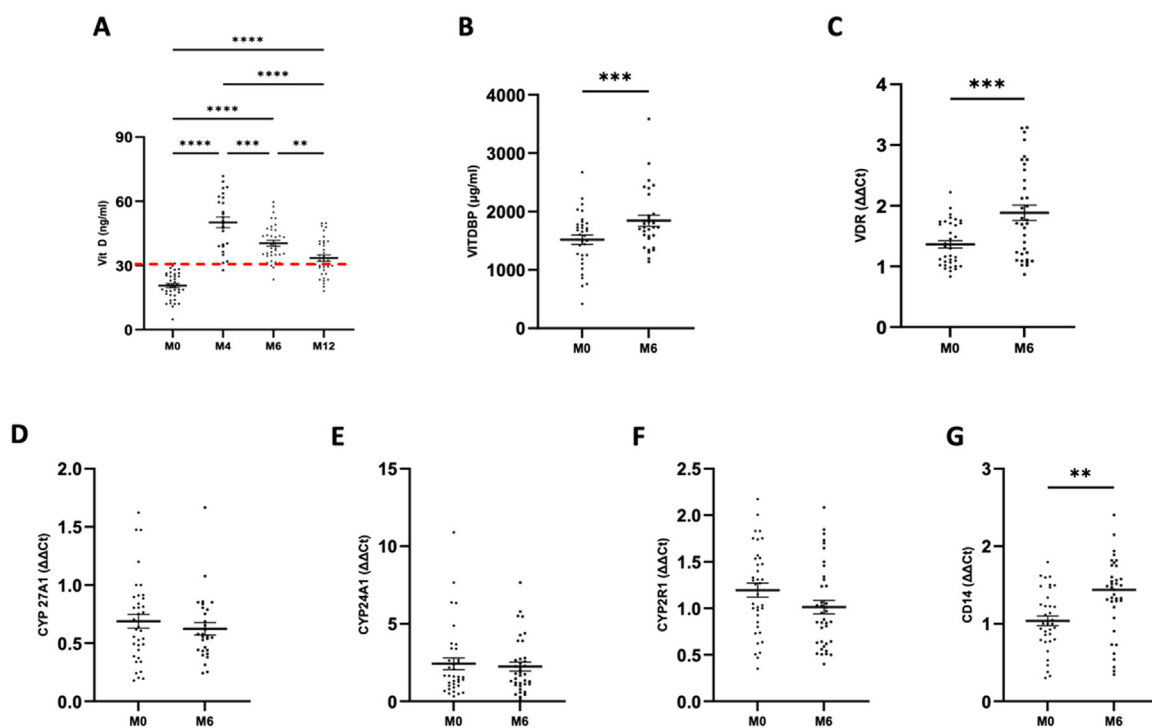 A
****
****
****
****
***
**
90
60
30
0
Vit D (ng/ml)
M0 M4 M6 M12
B
***
4000
3000
2000
1000
0
VITDBP (µg/ml)
M0 M6
C
***
4
3
2
1
0
VDR (ΔΔCt)
M0 M6
D
2.0
1.5
1.0
0.5
0.0
CYP 27A1 (ΔΔCt)
M0 M6
E
15
10
5
0
CYP24A1 (ΔΔCt)
M0 M6
F
2.5
2.0
1.5
1.0
0.5
0.0
CYP2R1 (ΔΔCt)
M0 M6
G
**
3
2
1
0
CD14 (ΔΔCt)
M0 M6